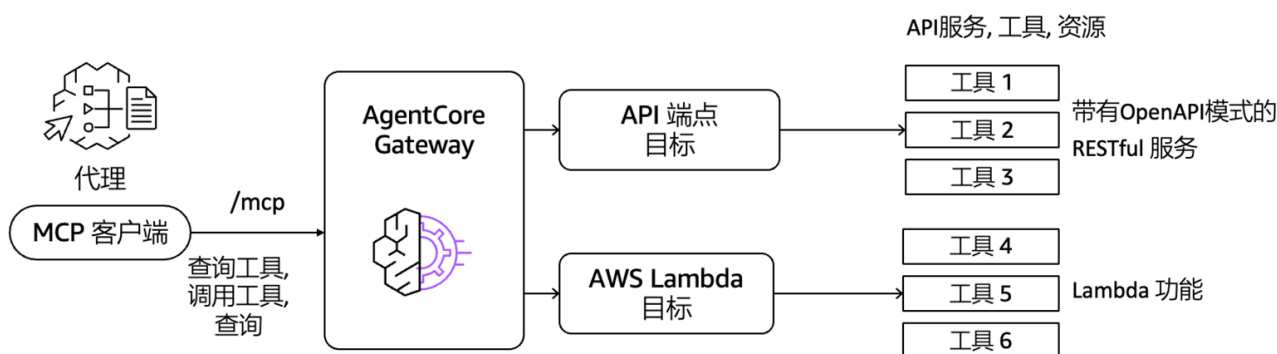 API服务, 工具, 资源
代理
MCP 客户端
/mcp
查询工具,
调用工具,
查询
AgentCore
Gateway
API 端点
目标
工具 1
工具 2
工具 3
带有OpenAPI模式的
RESTful 服务
AWS Lambda
目标
工具 4
工具 5
工具 6
Lambda 功能